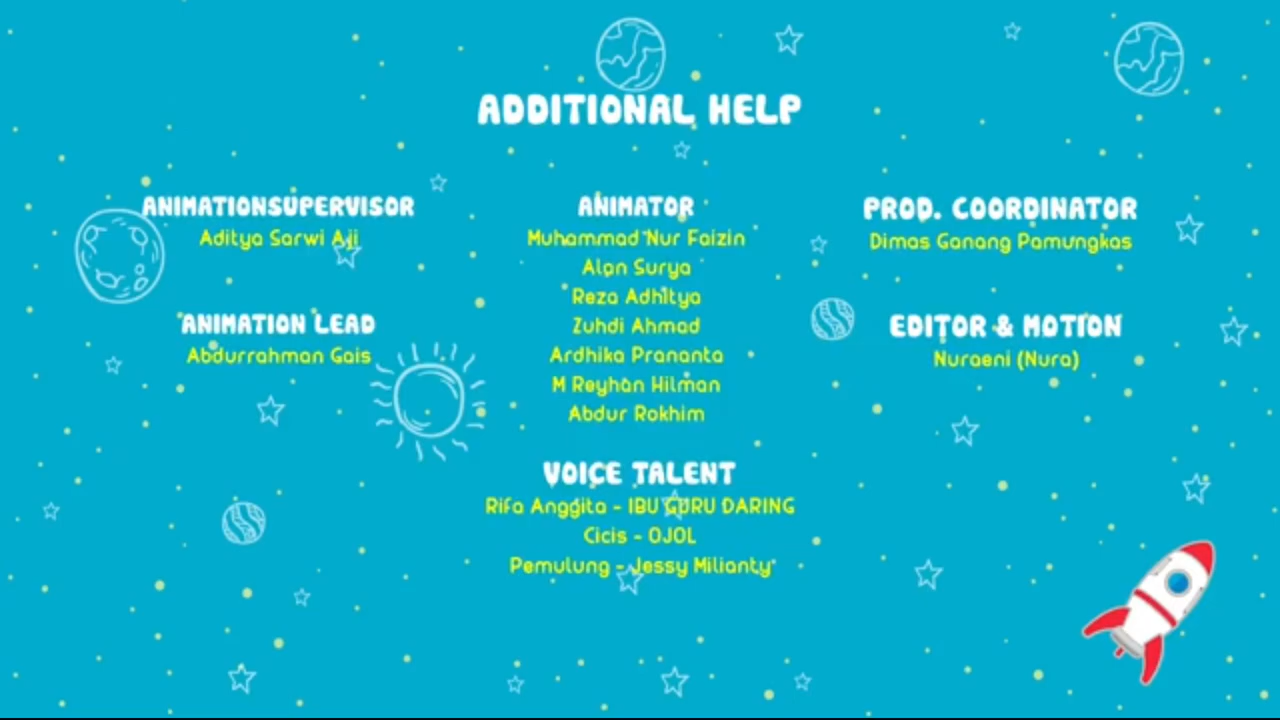 ADDITIONAL HELP
ANIMATIONSUPERVISOR
Aditya Sarwi Aji
ANIMATION LEAD
Abdurrahman Gais
ANIMATOR
Muhammad Nur Faizin
Alan Surya
Reza Adhitya
Zuhdi Ahmad
Ardhika Prananta
M Reyhan Hilman
Abdur Rokhim
VOICE TALENT
Rifa Anggita - IBU GURU DARING
Cicis - OJOL
Pemulung - Jessy Milianty
PROD. COORDINATOR
Dimas Ganang Pamungkas
EDITOR & MOTION
Nuraeni (Nura)